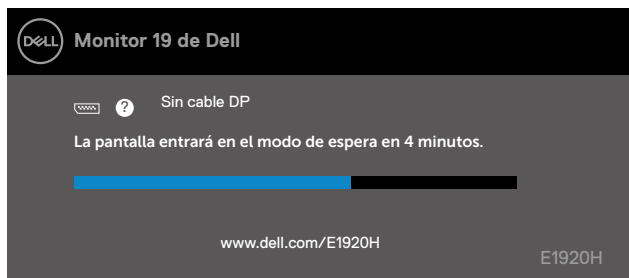 DELL
Monitor 19 de Dell
? Sin cable DP
La pantalla entrará en el modo de espera en 4 minutos.
www.dell.com/E1920H
E1920H